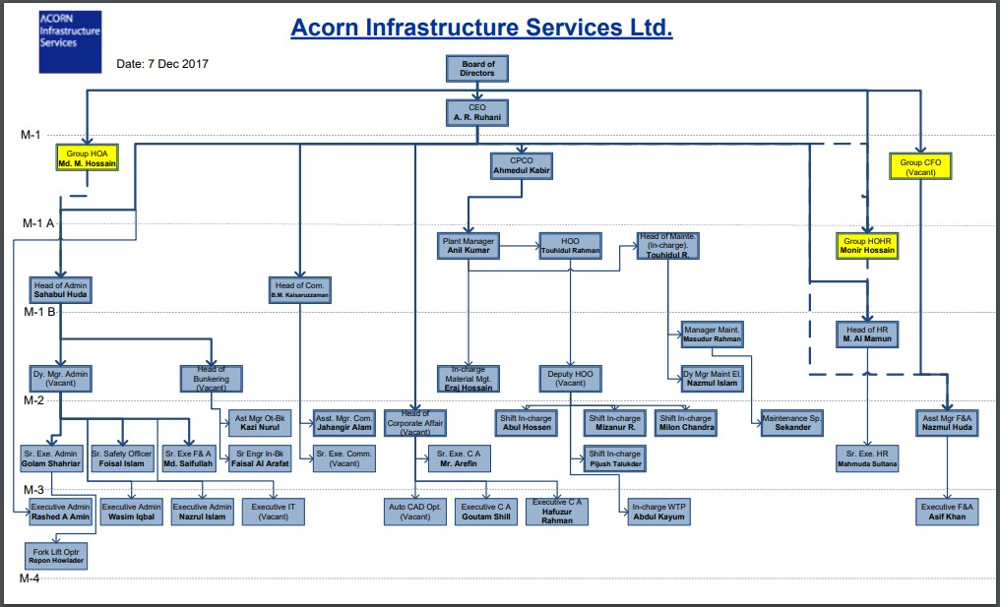 ACORN
Infrastructure
Services
Acorn Infrastructure Services Ltd.
Date: 7 Dec 2017
Board of
Directors
CEO
A. R. Ruhani
M-1
Group HOA
Md. M. Hossain
CPCO
Ahmedul Kabir
Group CFO
(Vacant)
M-1 A
Plant Manager
Anil Kumar
HOO
Touhidul Rahman
Head of Mainte.
(In-charge).
Touhidul R.
Group HOHR
Monir Hossain
Head of Admin
Sahabul Huda
Head of Com.
B.M. Kaisaruzzaman
M-1 B
Manager Maint.
Masudur Rahman
Head of HR
M. Al Mamun
Dy. Mgr. Admin
(Vacant)
Head of
Bunkering
(Vacant)
In-charge
Material Mgt.
Eraj Hossain
Deputy HOO
(Vacant)
Dy Mgr Maint El.
Nazmul Islam
M-2
Ast Mgr Ot-Bk
Kazi Nurul
Asst. Mgr. Com.
Jahangir Alam
Head of
Corporate Affair
(Vacant)
Shift In-charge
Abul Hossen
Shift In-charge
Mizanur R.
Shift In-charge
Milon Chandra
Maintenance Sp.
Sekander
Asst Mgr F&A
Nazmul Huda
Sr. Exe. Admin
Golam Shahriar
Sr. Safety Officer
Foisal Islam
Sr. Exe F& A
Md. Saifullah
Sr Engr In-Bk
Faisal Al Arafat
Sr. Exe. Comm.
(Vacant)
Sr. Exe. C A
Mr. Arefin
Shift In-charge
Pijush Talukder
Sr. Exe. HR
Mahmuda Sultana
M-3
Executive Admin
Rashed A Amin
Executive Admin
Wasim Iqbal
Executive Admin
Nazrul Islam
Executive IT
(Vacant)
Auto CAD Opt.
(Vacant)
Executive C A
Goutam Shill
Executive C A
Hafuzur
Rahman
In-charge WTP
Abdul Kayum
Executive F&A
Asif Khan
Fork Lift Optr
Repon Howlader
M-4